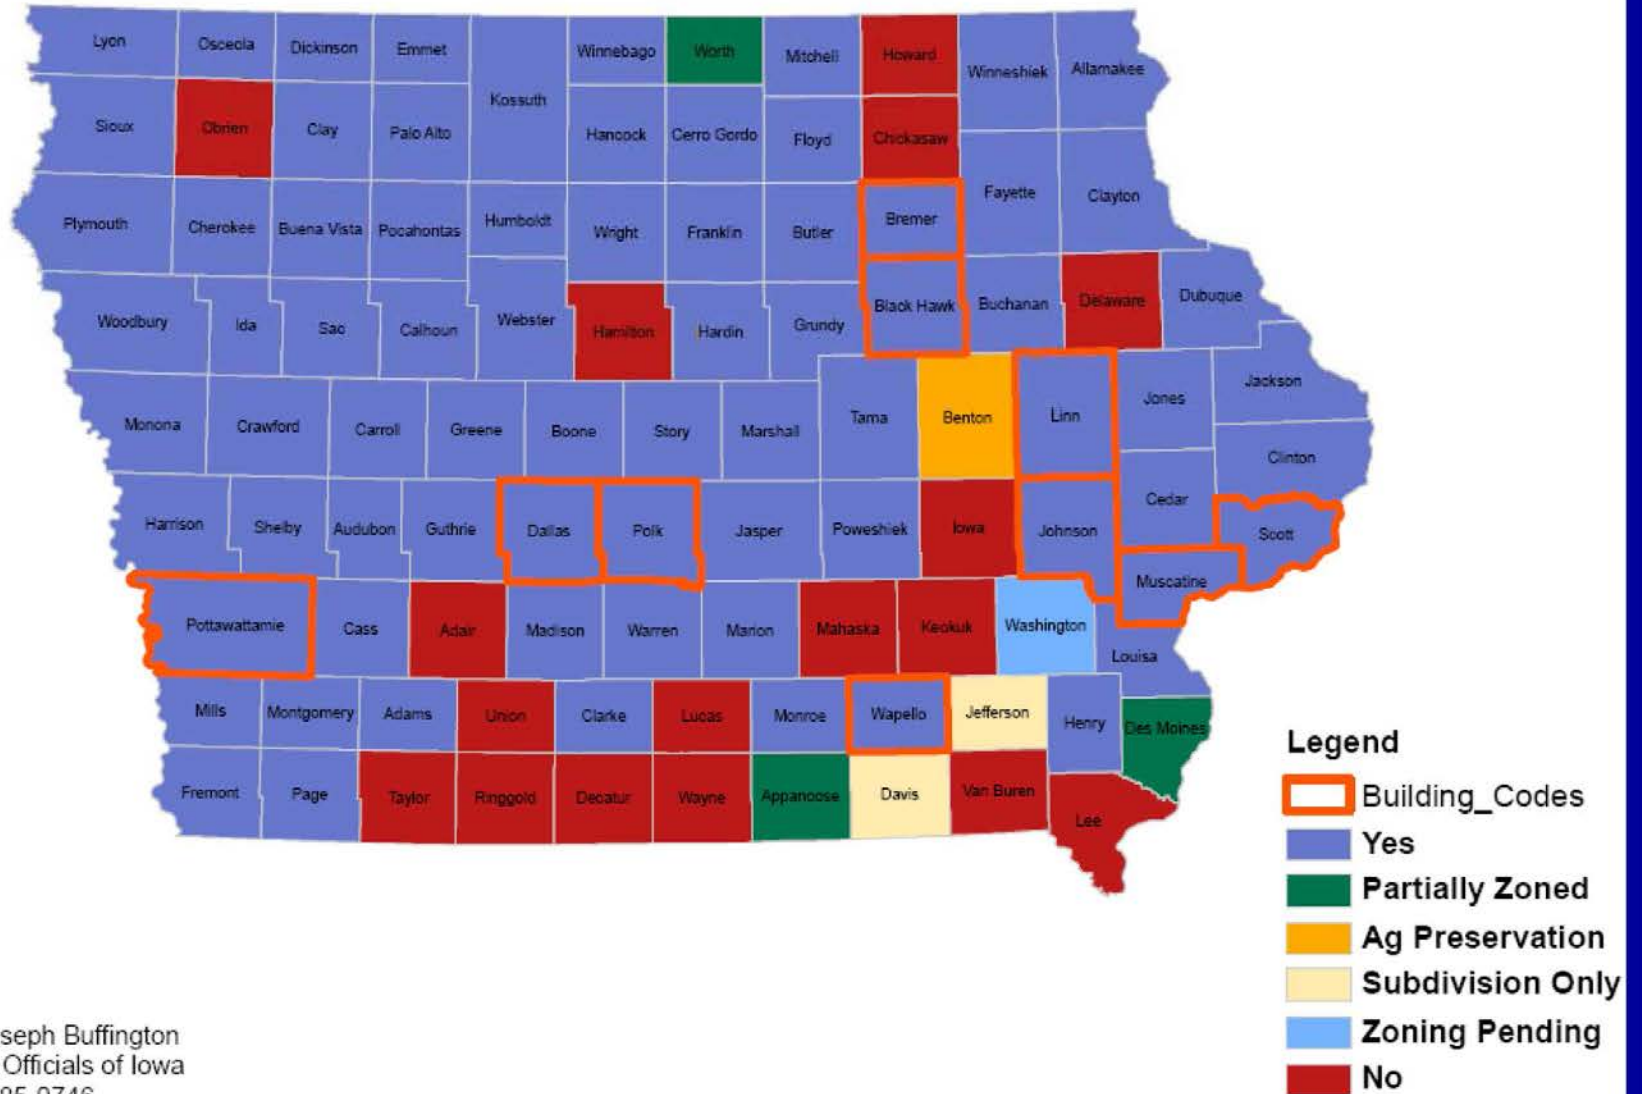 Lyon Osceola Dickinson Emmet Kossuth Winnebago Worth Mitchell Howard Winneshiek Allamakee
Sioux Obrien Clay Palo Alto Hancock Cerro Gordo Floyd Chickasaw
Plymouth Cherokee Buena Vista Pocahontas Humboldt Wright Franklin Butler Bremer Fayette Clayton
Woodbury Ida Sac Calhoun Webster Hamilton Hardin Grundy Black Hawk Buchanan Delaware Dubuque
Monona Crawford Carroll Greene Boone Story Marshall Tama Benton Linn Jones Jackson
Clinton
Harrison Shelby Audubon Guthrie Dallas Polk Jasper Poweshiek Iowa Johnson Cedar Scott
Muscatine
Pottawattamie Cass Adair Madison Warren Marion Mahaska Keokuk Washington Louisa
Mills Montgomery Adams Union Clarke Lucas Monroe Wapello Jefferson Henry Des Moines
Fremont Page Taylor Ringgold Decatur Wayne Appanoose Davis Van Buren Lee
Legend
Building_Codes
Yes
Partially Zoned
Ag Preservation
Subdivision Only
Zoning Pending
No
seph Buffington
Officials of Iowa